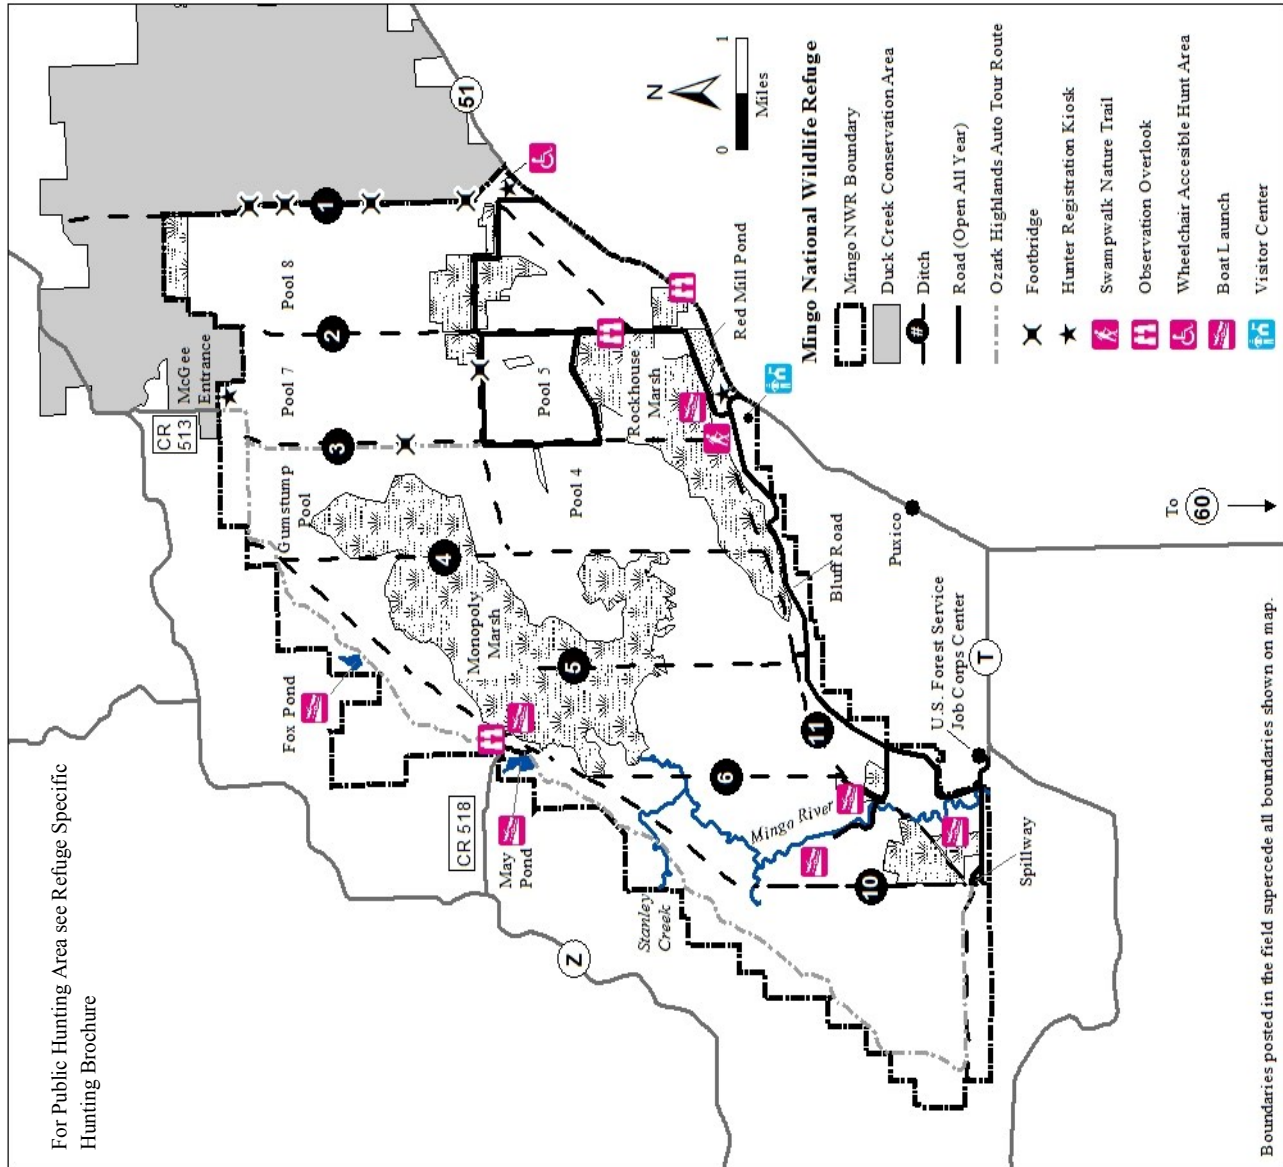 For Public Hunting Area see Refuge Specific
Hunting Brochure
McGee
Entrance
CR
513
51
1
Pool 8
2
Pool 7
3
Gumstump
Pool
4
Pool 5
Pool 4
Rockhouse
Marsh
Red Mill Pond
Fox Pond
Monopoly
Marsh
5
CR 518
May
Pond
Z
Stanley
Creek
6
Mingo River
10
11
Bluff Road
Puxico
U.S. Forest Service
Job Corps Center
T
Spillway
To
60
N
0
1
Miles
Mingo National Wildlife Refuge
Mingo NWR Boundary
Duck Creek Conservation Area
# Ditch
Road (Open All Year)
Ozark Highlands Auto Tour Route
Footbridge
Hunter Registration Kiosk
Swampwalk Nature Trail
Observation Overlook
Wheelchair Accesible Hunt Area
Boat Launch
Visitor Center
Boundaries posted in the field supercede all boundaries shown on map.